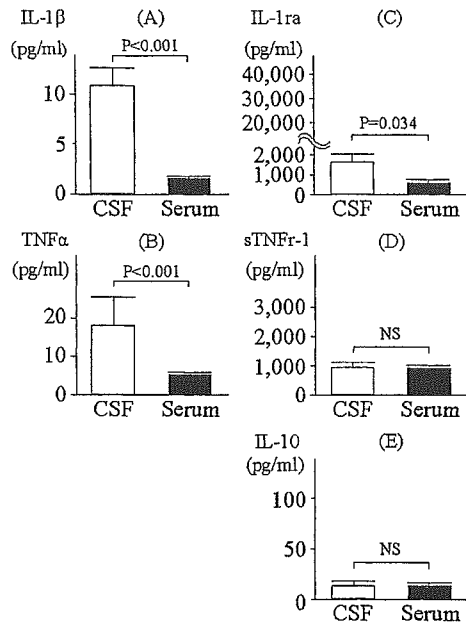 IL-1β (A)
(pg/ml)
P<0.001
10
5
0
CSF Serum
TNFα (B)
(pg/ml)
P<0.001
20
10
0
CSF Serum
IL-1ra (C)
(pg/ml)
40,000
30,000
20,000
P=0.034
2,000
1,000
0
CSF Serum
sTNFr-1 (D)
(pg/ml)
3,000
2,000
NS
1,000
0
CSF Serum
IL-10 (E)
(pg/ml)
100
50
NS
0
CSF Serum